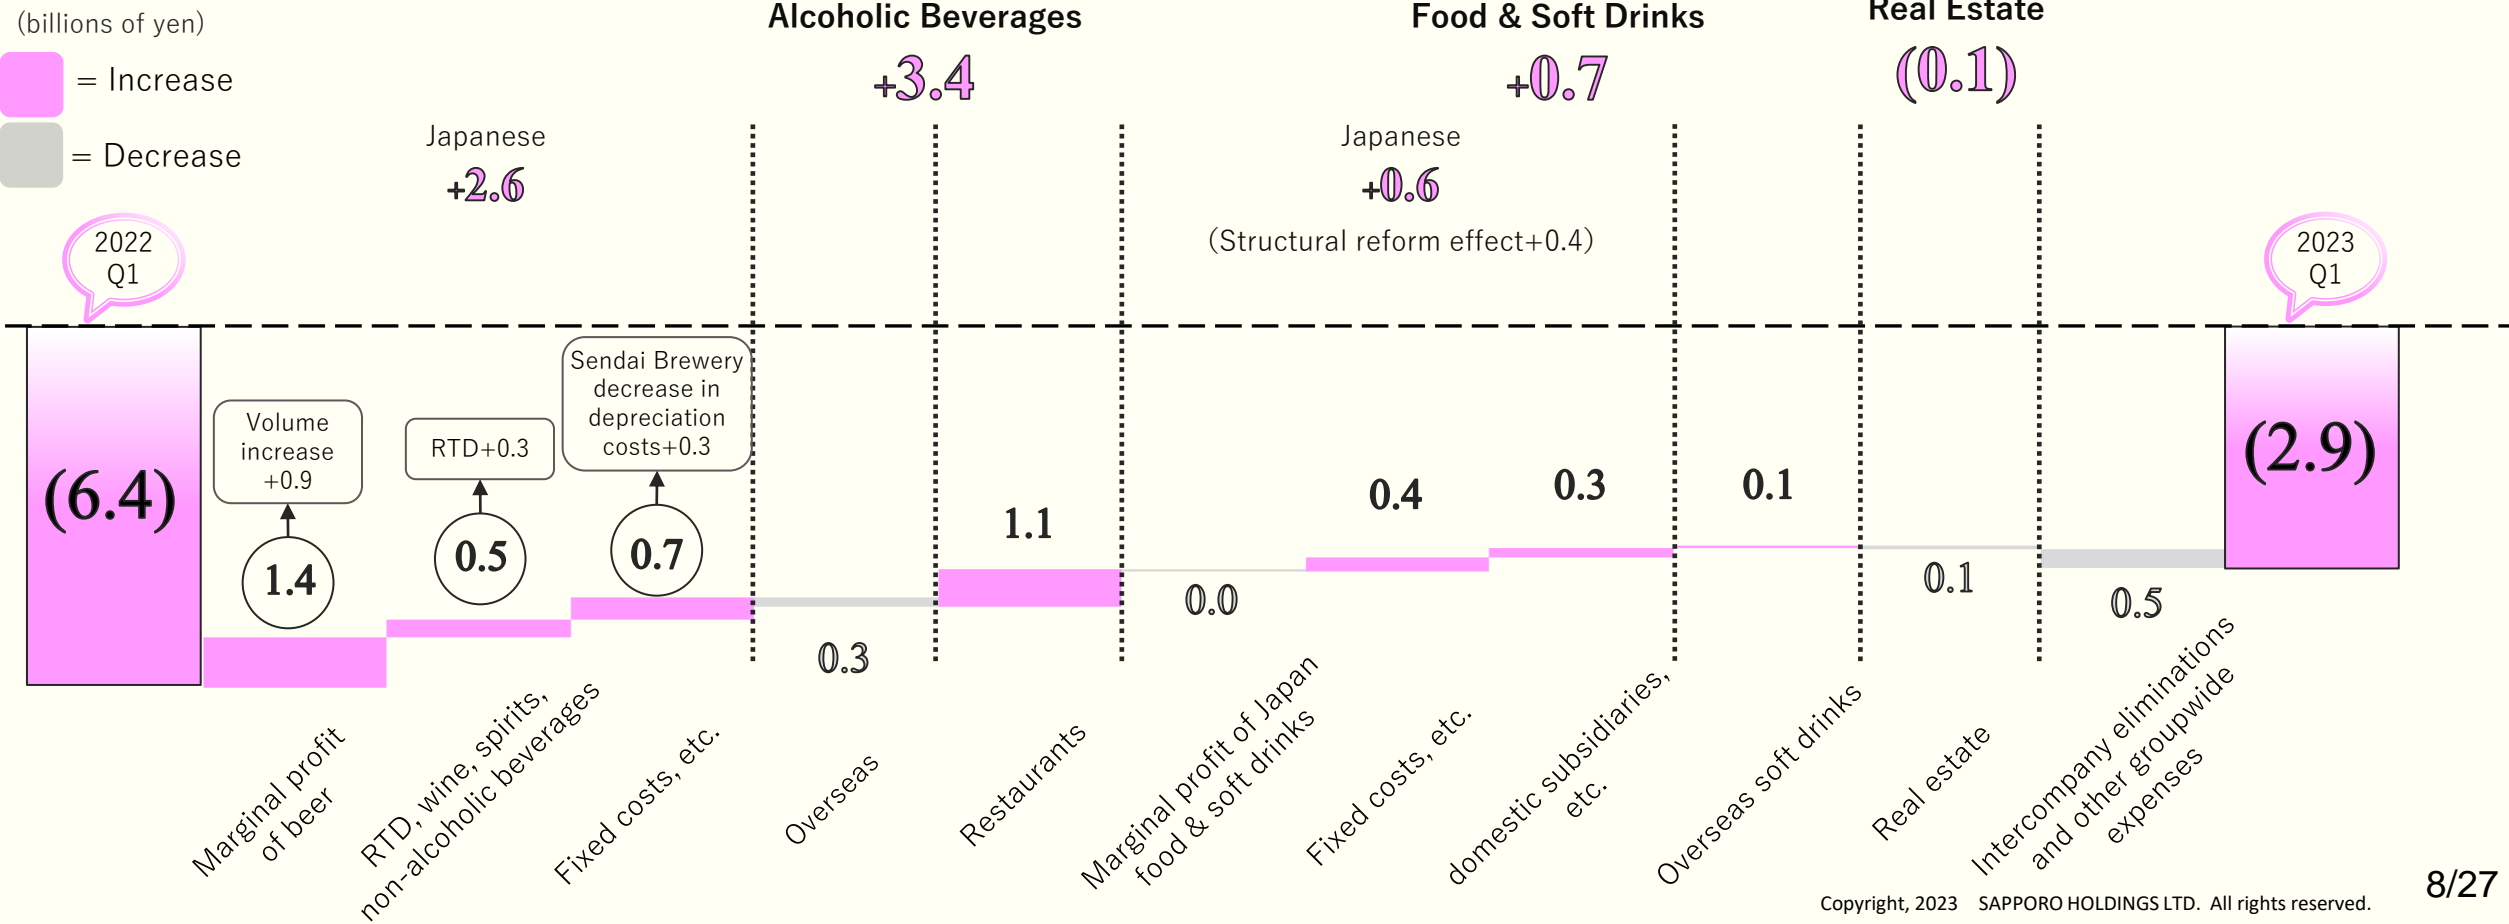 (billions of yen)
= Increase
= Decrease
Alcoholic Beverages
+3.4
Food & Soft Drinks
+0.7
Real Estate
(0.1)
Japanese
+2.6
Japanese
+0.6
(Structural reform effect+0.4)
2022
Q1
2023
Q1
(6.4)
Volume
increase
+0.9
1.4
RTD+0.3
0.5
Sendai Brewery
decrease in
depreciation
costs+0.3
0.7
0.3
1.1
0.0
0.4
0.3
0.1
0.1
0.5
(2.9)
Marginal profit
of beer
RTD, wine, spirits,
non-alcoholic beverages
Fixed costs, etc.
Overseas
Restaurants
Marginal profit of Japan
food & soft drinks
Fixed costs, etc.
domestic subsidiaries,
etc.
Overseas soft drinks
Real estate
Intercompany eliminations
and other groupwide
expenses
Copyright, 2023 SAPPORO HOLDINGS LTD. All rights reserved.
8/27